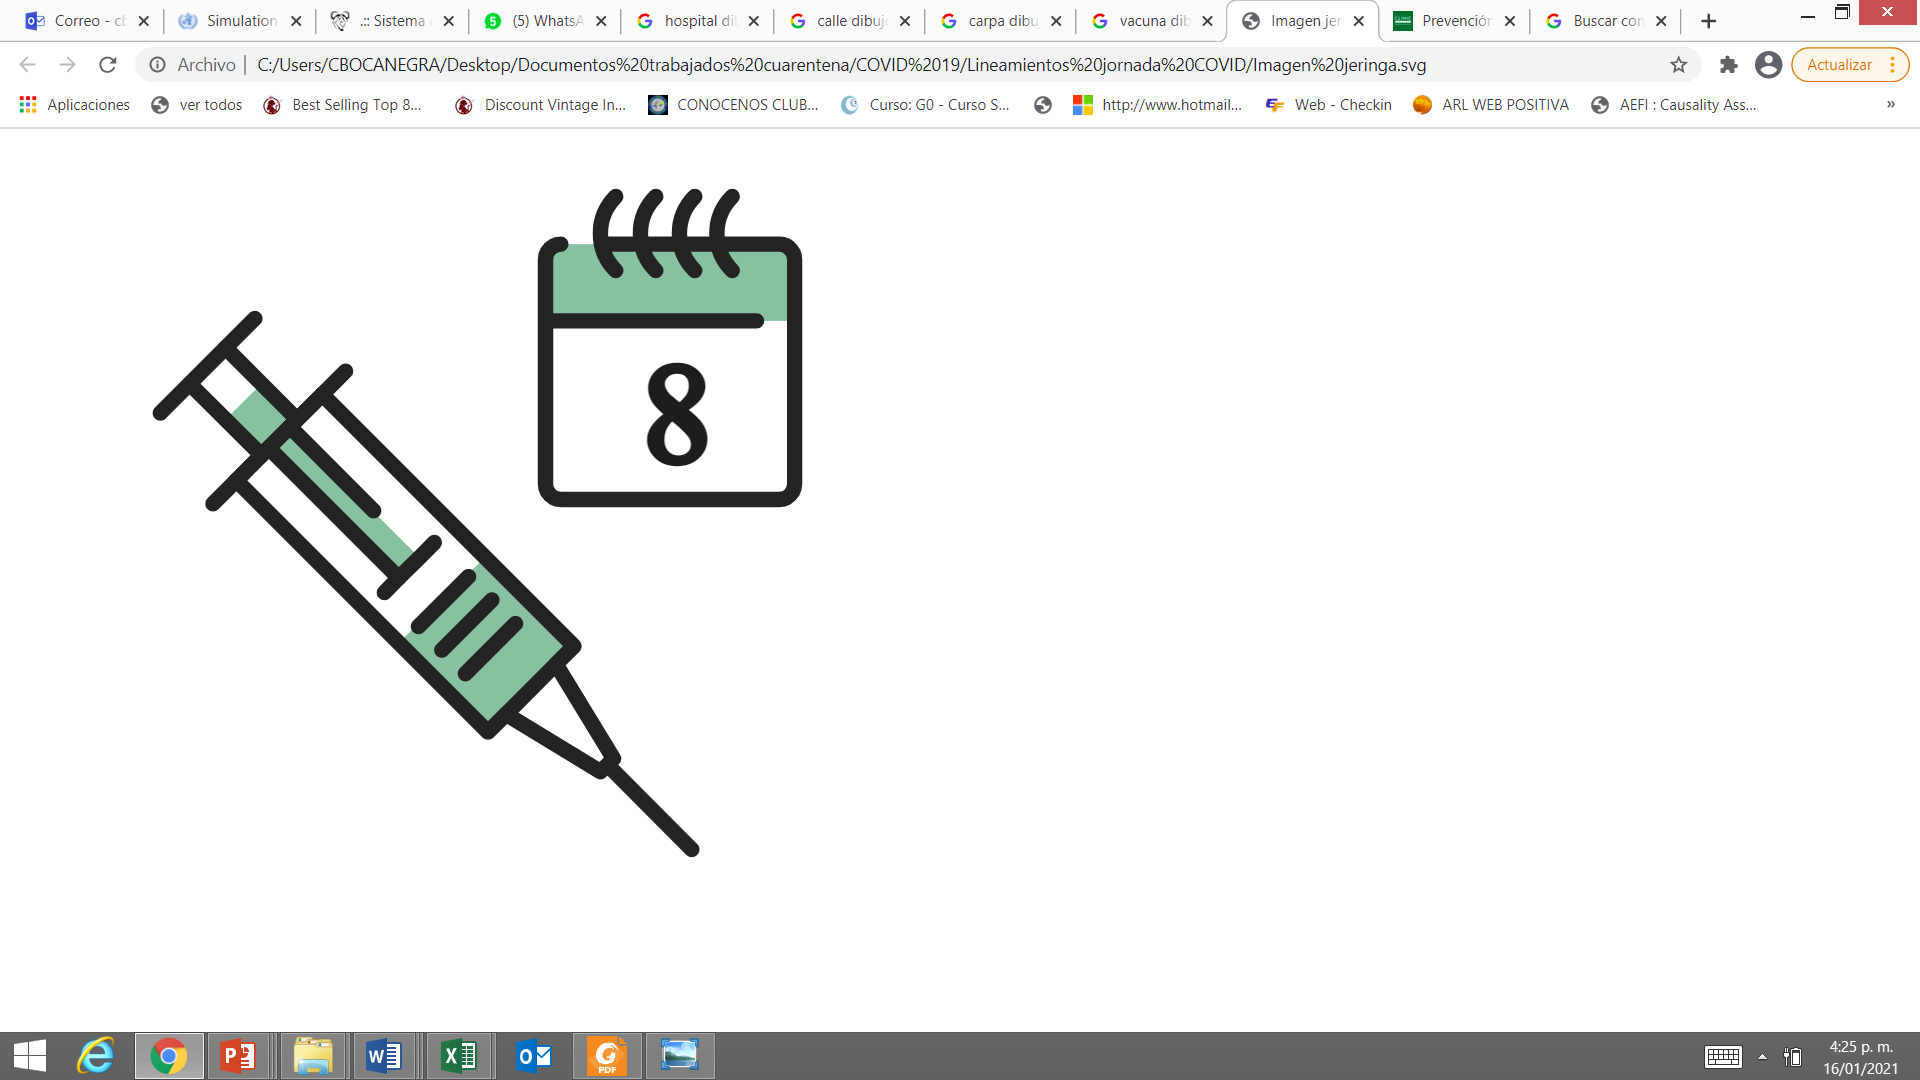 Correo - cb
Simulation
.:: Sistema
(5) WhatsA
hospital di
calle dibuj
carpa dibu
vacuna dib
Imagen jer
Prevención
Buscar con
Archivo
C:/Users/CBOCANEGRA/Desktop/Documentos%20trabajados%20cuarentena/COVID%2019/Lineamientos%20jornada%20COVID/Imagen%20jeringa.svg
Actualizar
Aplicaciones
ver todos
Best Selling Top 8...
Discount Vintage In...
CONOCENOS CLUB...
Curso: G0 - Curso S...
http://www.hotmail...
Web - Checkin
ARL WEB POSITIVA
AEFI : Causality Ass...
»
8
PDF
4:25 p. m.
16/01/2021